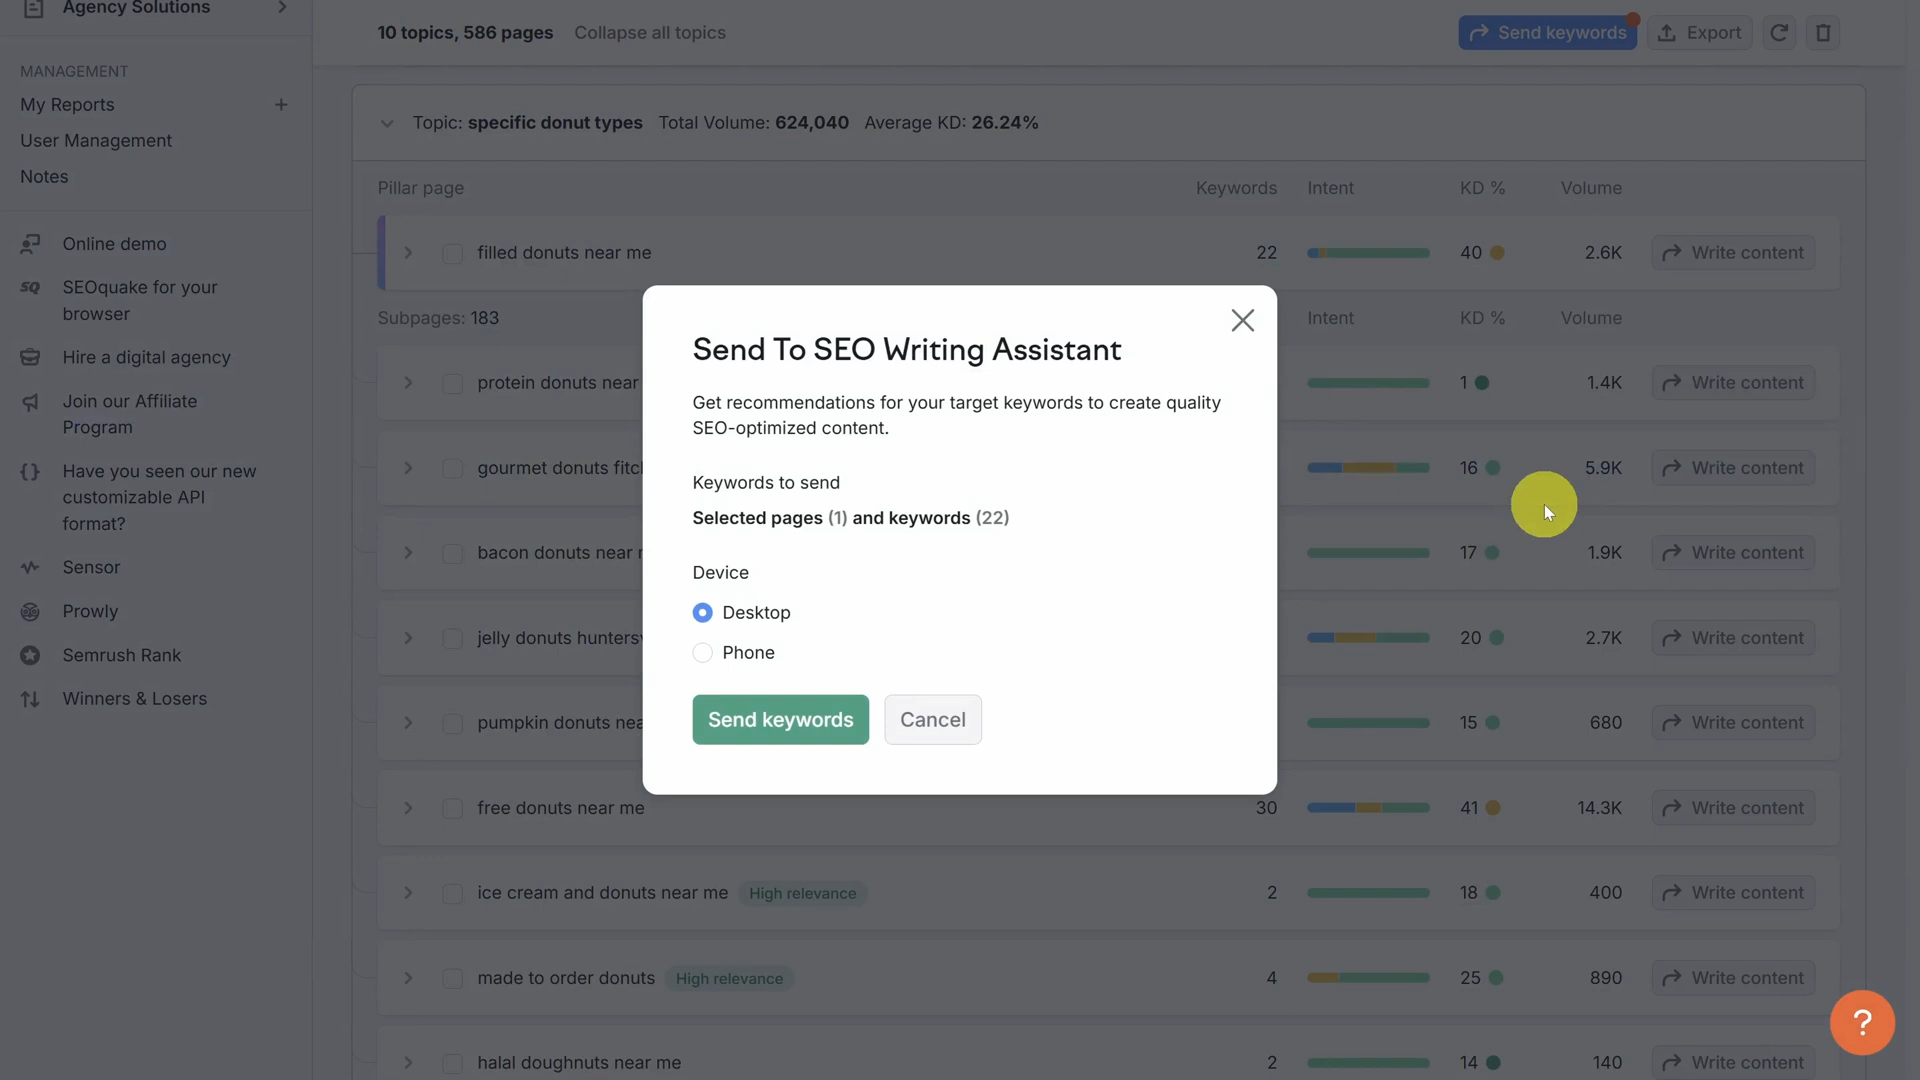 Agency Solutions
MANAGEMENT
My Reports
User Management
Notes
Online demo
SEOquake for your
browser
Hire a digital agency
Join our Affiliate
Program
Have you seen our new
customizable API
format?
Sensor
Prowly
Semrush Rank
Winners & Losers
10 topics, 586 pages Collapse all topics
Send keywords Export
Topic: specific donut types Total Volume: 624,040 Average KD: 26.24%
Pillar page Keywords Intent KD % Volume
filled donuts near me 22 40 2.6K Write content
Subpages: 183 Intent KD % Volume
protein donuts near 1 1.4K Write content
gourmet donuts 16 5.9K Write content
bacon donuts near 17 1.9K Write content
jelly donuts 20 2.7K Write content
pumpkin donuts 15 680 Write content
free donuts near me 30 41 14.3K Write content
ice cream and donuts near me High relevance 2 18 400 Write content
made to order donuts High relevance 4 25 890 Write content
halal doughnuts near me 2 14 140 Write content
Send To SEO Writing Assistant
Get recommendations for your target keywords to create quality
SEO-optimized content.
Keywords to send
Selected pages (1) and keywords (22)
Device
Desktop
Phone
Send keywords Cancel
?